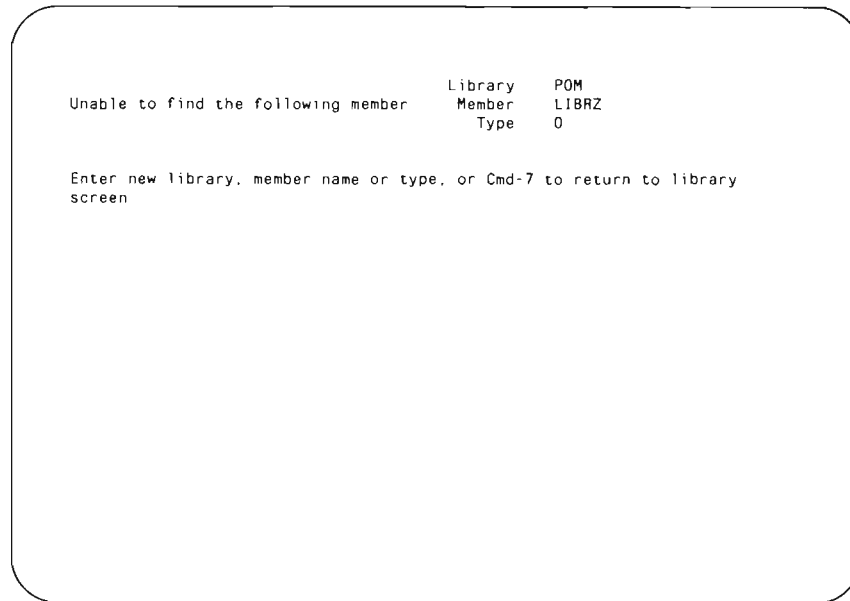 Library POM
Unable to find the following member Member LIBRZ
Type O
Enter new library, member name or type, or Cmd-7 to return to library
screen